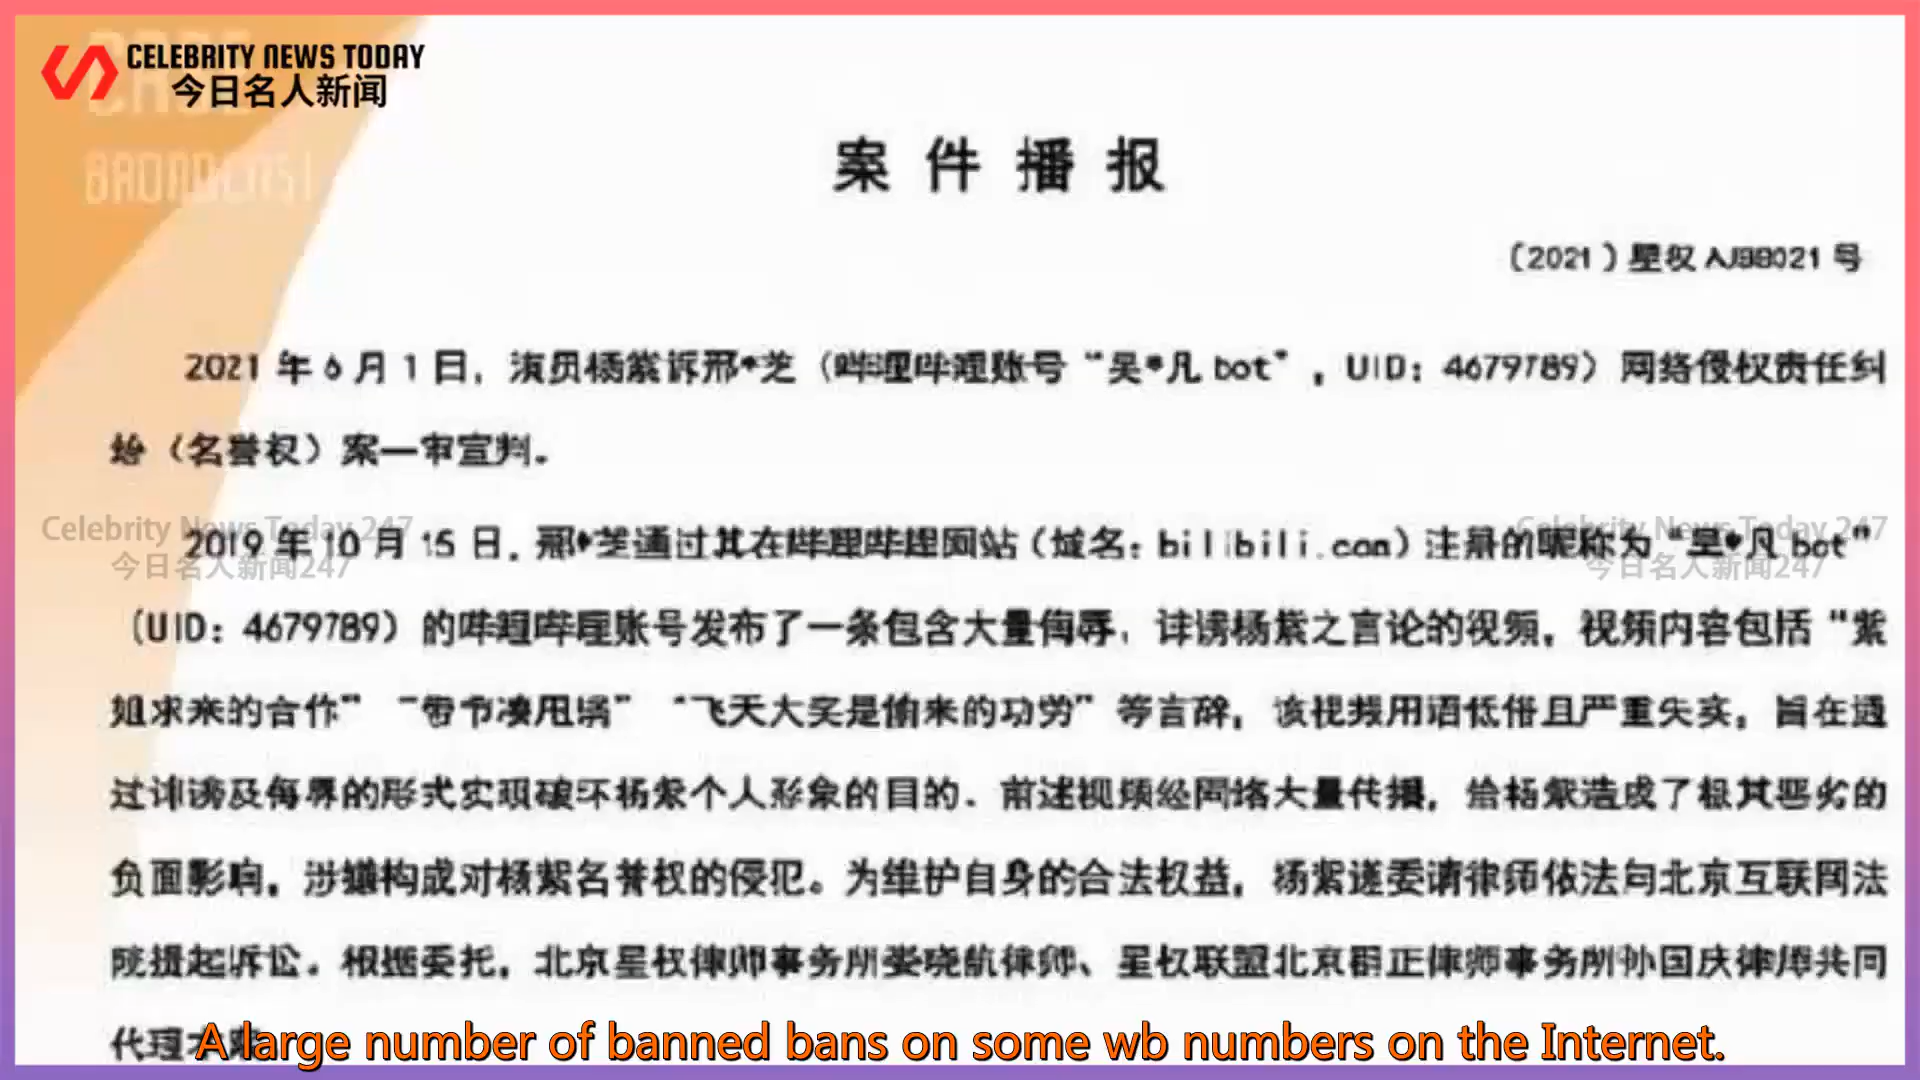 CELEBRITY NEWS TODAY
今日名人新闻
CASE
BROADCAST
案件播报
〔2021〕星权 AJBB021 号
2021 年 6 月 1 日，演员杨紫诉邢*芝（哔哩哔哩账号“吴*凡 bot”，UID：4679789）网络侵权责任纠
纷（名誉权）案一审宣判。
Celebrity News Today 247
今日名人新闻247
Celebrity News Today 247
今日名人新闻247
2019 年 10 月 15 日，邢*芝通过其在哔哩哔哩网站（域名：bilibili.com）注册的昵称为“吴*凡 bot”
（UID：4679789）的哔哩哔哩账号发布了一条包含大量侮辱、诽谤杨紫之言论的视频，视频内容包括“紫
姐求来的合作” “飞天大奖是偷来的功劳”等言辞，该视频用语低俗且严重失实，旨在通
过诽谤及侮辱的形式实现破坏杨紫个人形象的目的。前述视频经网络大量传播，给杨紫造成了极其恶劣的
负面影响，涉嫌构成对杨紫名誉权的侵犯。为维护自身的合法权益，杨紫遂委请律师依法向北京互联网法
院提起诉讼。根据委托，北京星权律师事务所娄晓航律师、星权联盟北京群正律师事务所孙国庆律师共同
代理本案
A large number of banned bans on some wb numbers on the Internet.